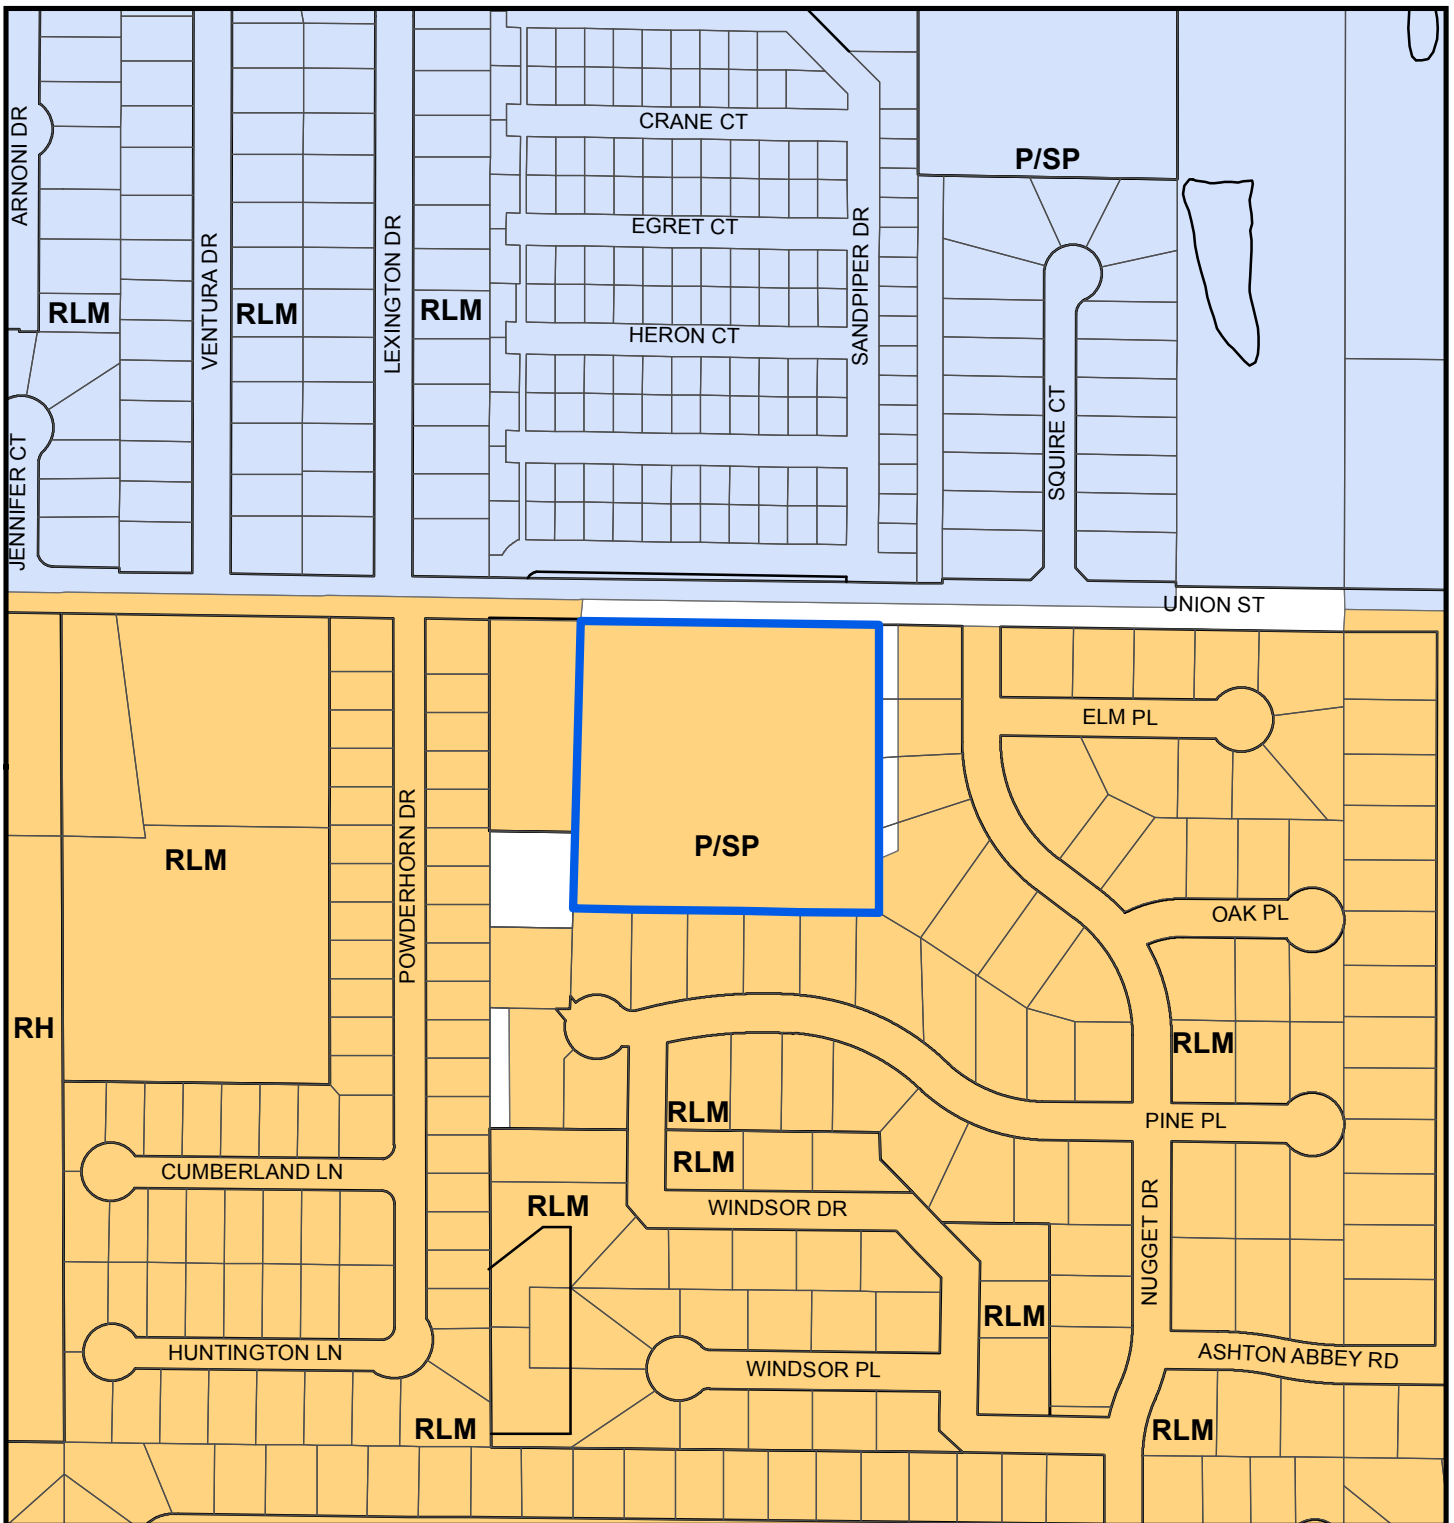 CRANE CT
ARNONI DR
P/SP
EGRET CT
SANDPIPER DR
VENTURA DR
LEXINGTON DR
RLM
RLM
RLM
HERON CT
SQUIRE CT
JENNIFER CT
UNION ST
ELM PL
P/SP
RLM
POWDERHORN DR
OAK PL
RH
RLM
RLM
PINE PL
RLM
CUMBERLAND LN
RLM
WINDSOR DR
NUGGET DR
RLM
HUNTINGTON LN
WINDSOR PL
ASHTON ABBEY RD
RLM
RLM